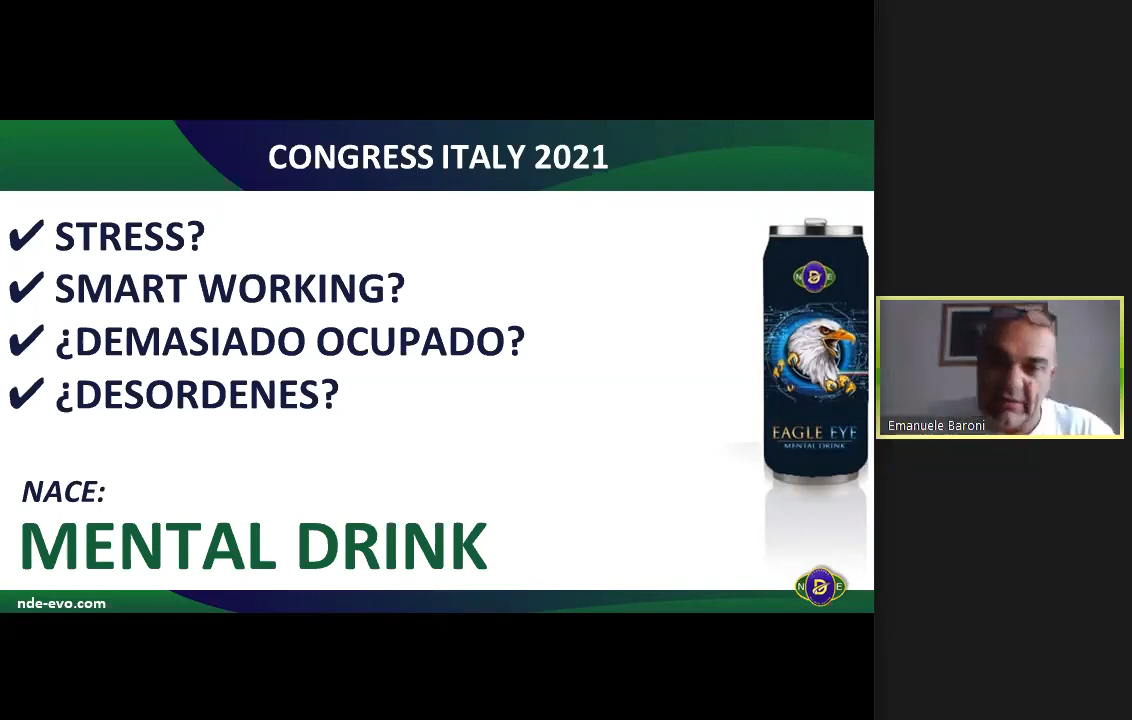 CONGRESS ITALY 2021
✔ STRESS?
✔ SMART WORKING?
✔ ¿DEMASIADO OCUPADO?
✔ ¿DESORDENES?
N D E
EAGLE EYE
MENTAL DRINK
NACE:
MENTAL DRINK
nde-evo.com
N D E
Emanuele Baroni